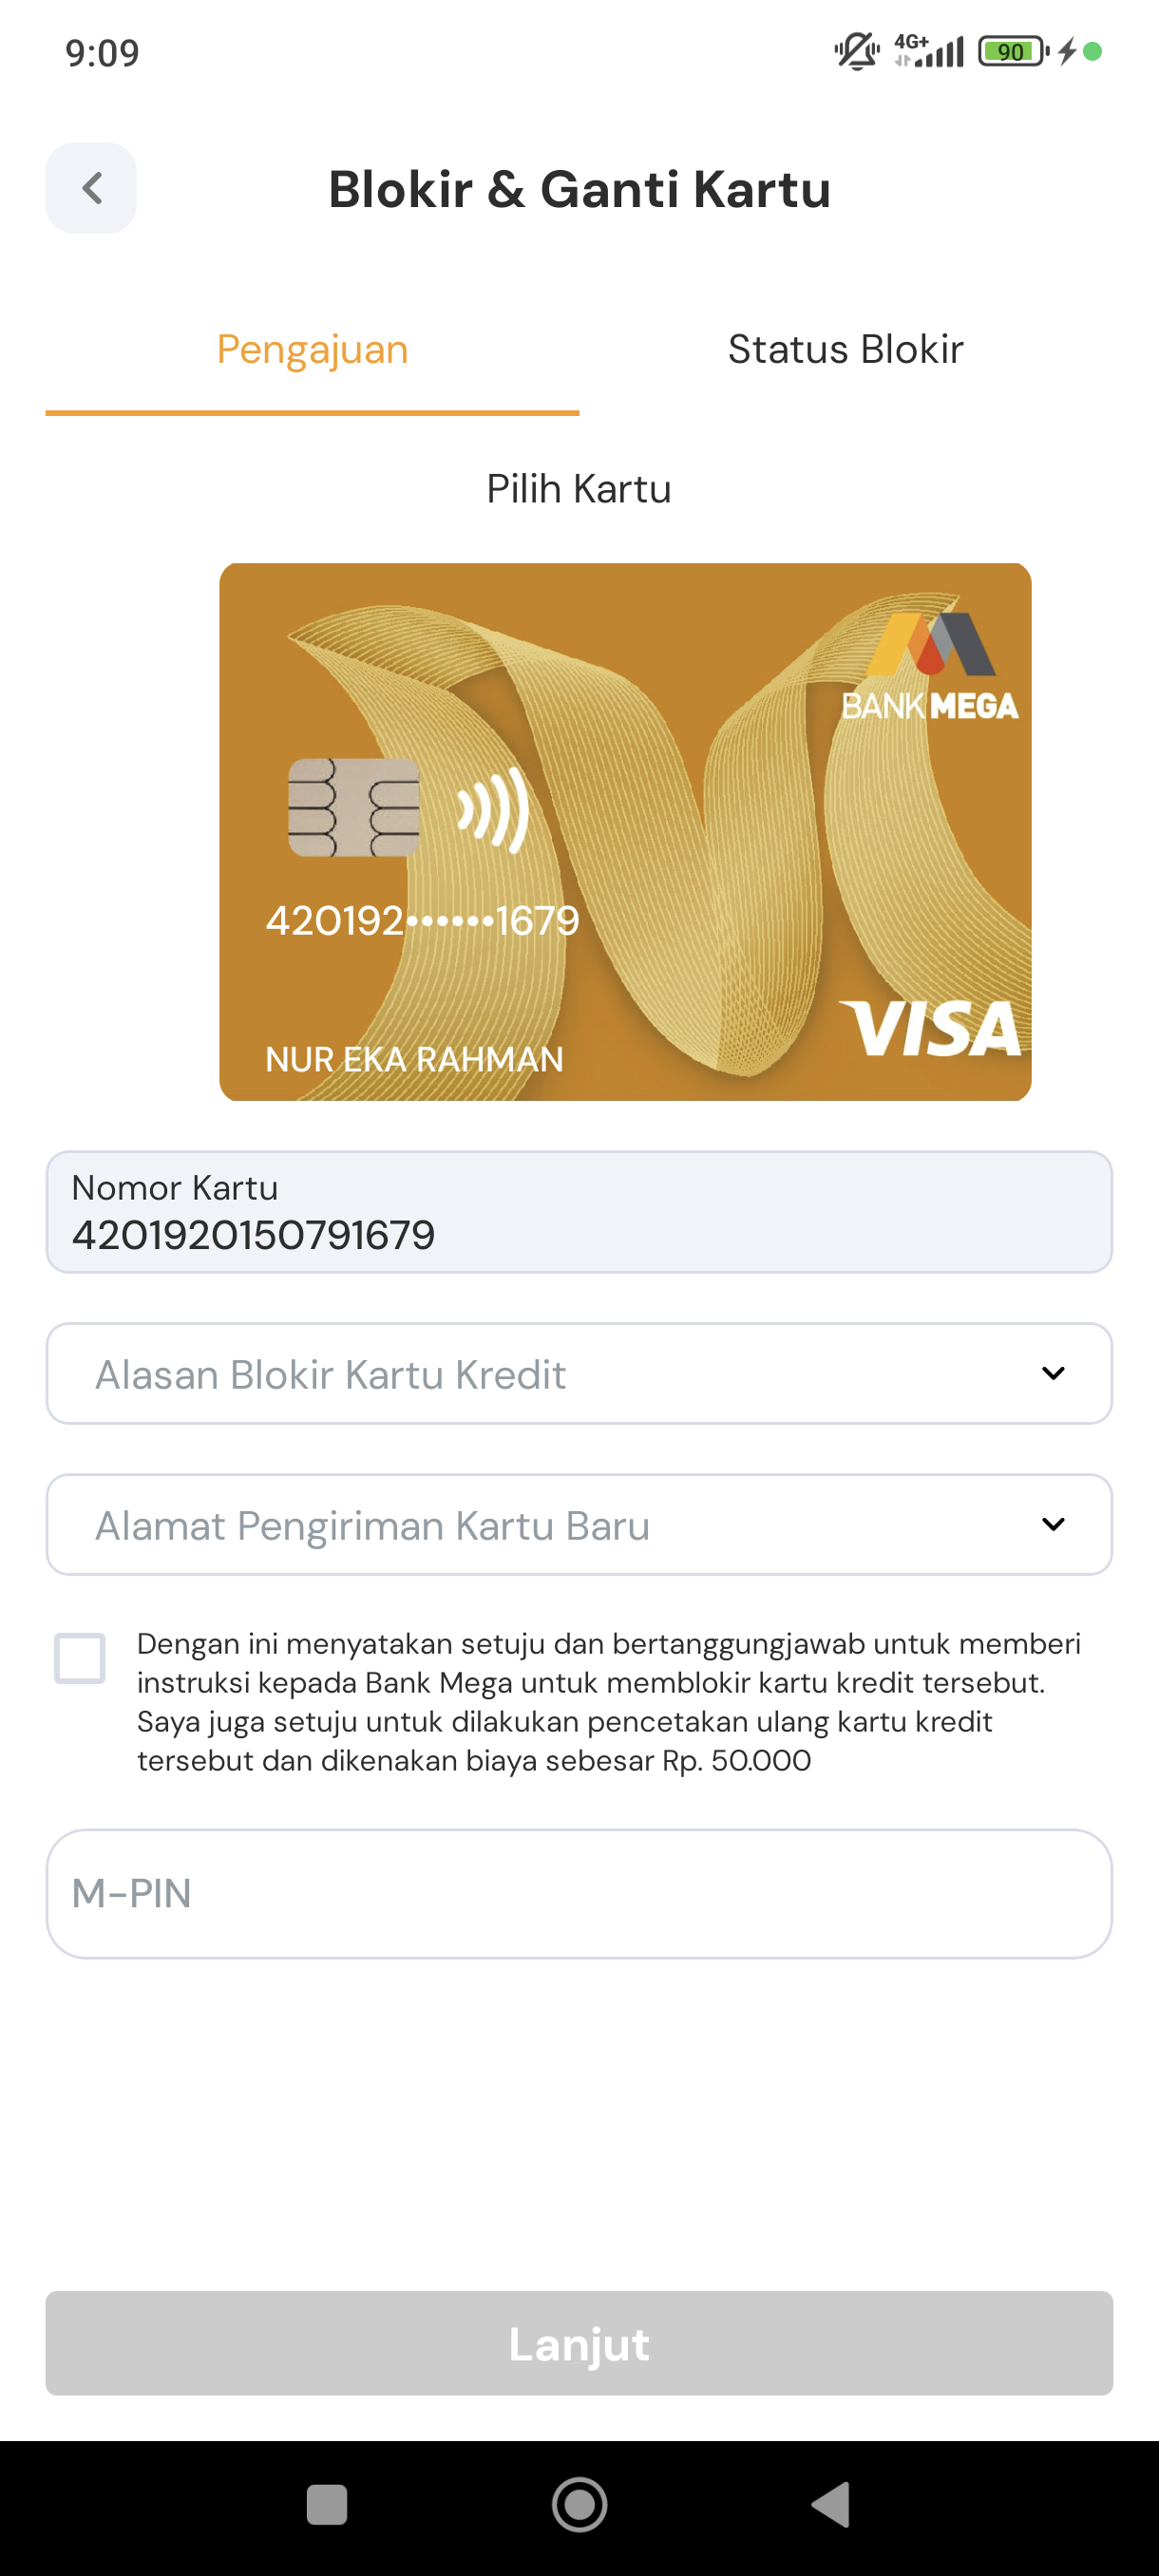 9:09
4G+
90
Blokir & Ganti Kartu
Pengajuan
Status Blokir
Pilih Kartu
BANK MEGA
420192••••••1679
VISA
NUR EKA RAHMAN
Nomor Kartu
4201920150791679
Alasan Blokir Kartu Kredit
Alamat Pengiriman Kartu Baru
Dengan ini menyatakan setuju dan bertanggungjawab untuk memberi
instruksi kepada Bank Mega untuk memblokir kartu kredit tersebut.
Saya juga setuju untuk dilakukan pencetakan ulang kartu kredit
tersebut dan dikenakan biaya sebesar Rp. 50.000
M-PIN
Lanjut